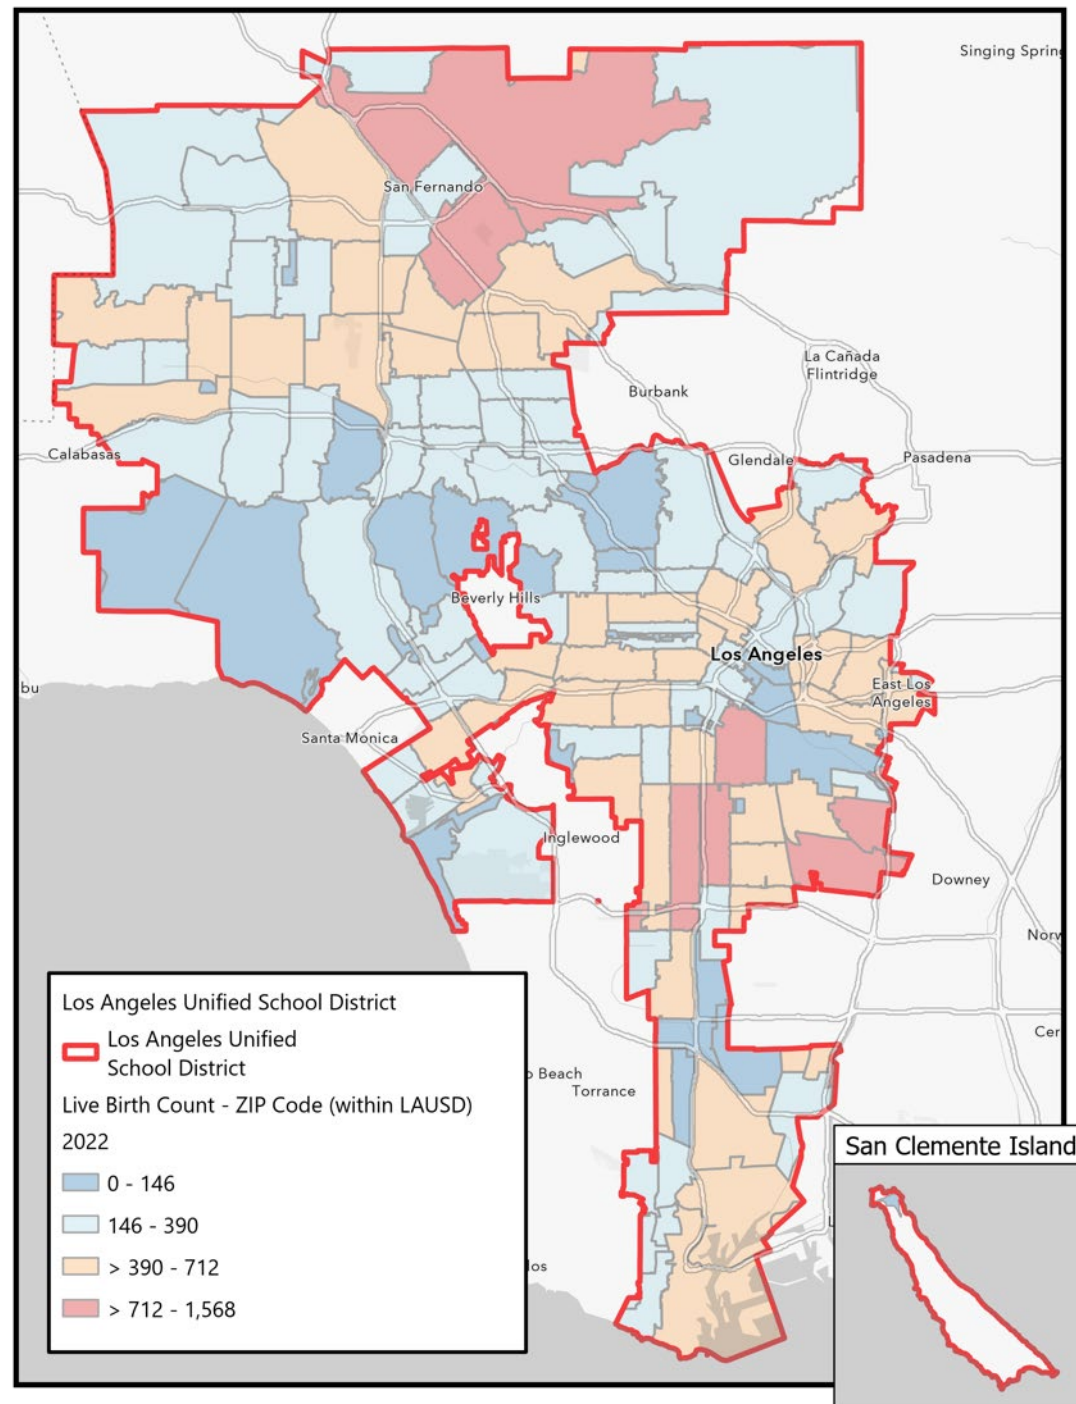 Singing Spring
San Fernando
La Cañada
Flintridge
Burbank
Calabasas
Glendale
Pasadena
Beverly Hills
Los Angeles
bu
East Los
Angeles
Santa Monica
Inglewood
Downey
Norw
Los Angeles Unified School District
Los Angeles Unified
School District
Live Birth Count - ZIP Code (within LAUSD)
2022
0 - 146
146 - 390
> 390 - 712
> 712 - 1,568
Cer
o Beach
Torrance
los
San Clemente Island
L